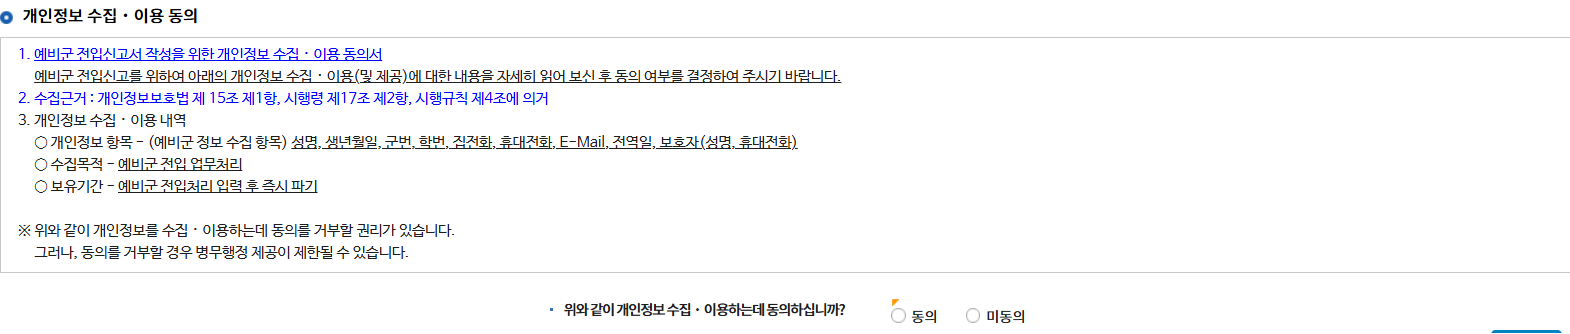 개인정보 수집・이용 동의
1. 예비군 전입신고서 작성을 위한 개인정보 수집・이용 동의서
예비군 전입신고를 위하여 아래의 개인정보 수집・이용(및 제공)에 대한 내용을 자세히 읽어 보신 후 동의 여부를 결정하여 주시기 바랍니다.
2. 수집근거 : 개인정보보호법 제 15조 제1항, 시행령 제17조 제2항, 시행규칙 제4조에 의거
3. 개인정보 수집・이용 내역
○ 개인정보 항목 - (예비군 정보 수집 항목) 성명, 생년월일, 군번, 학번, 집전화, 휴대전화, E-Mail, 전역일, 보호자(성명, 휴대전화)
○ 수집목적 - 예비군 전입 업무처리
○ 보유기간 - 예비군 전입처리 입력 후 즉시 파기
※ 위와 같이 개인정보를 수집・이용하는데 동의를 거부할 권리가 있습니다.
그러나, 동의를 거부할 경우 병무행정 제공이 제한될 수 있습니다.
위와 같이 개인정보 수집・이용하는데 동의하십니까? 동의 미동의